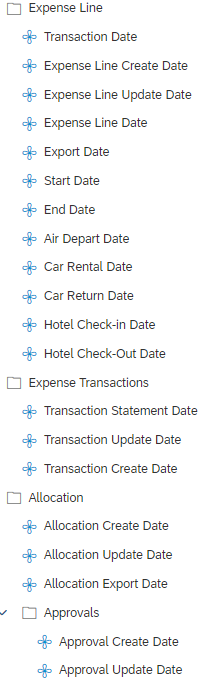 Expense Line
Transaction Date
Expense Line Create Date
Expense Line Update Date
Expense Line Date
Export Date
Start Date
End Date
Air Depart Date
Car Rental Date
Car Return Date
Hotel Check-in Date
Hotel Check-Out Date
Expense Transactions
Transaction Statement Date
Transaction Update Date
Transaction Create Date
Allocation
Allocation Create Date
Allocation Update Date
Allocation Export Date
Approvals
Approval Create Date
Approval Update Date